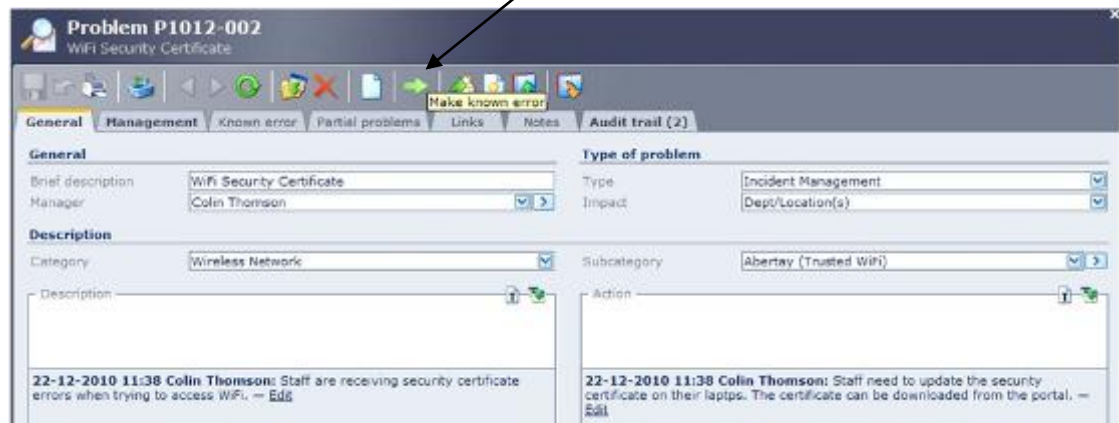 Problem P1012-002
WiFi Security Certificate
Make known error
General Management Known error Partial problems Links Notes Audit trail (2)
General Type of problem
Brief description WiFi Security Certificate Type Incident Management
Manager Colin Thomson Impact Dept/Location(s)
Description
Category Wireless Network Subcategory Abertay (Trusted WiFi)
Description Action
22-12-2010 11:38 Colin Thomson: Staff are receiving security certificate
errors when trying to access WiFi. — Edit
22-12-2010 11:38 Colin Thomson: Staff need to update the security
certificate on their laptps. The certificate can be downloaded from the portal. —
Edit